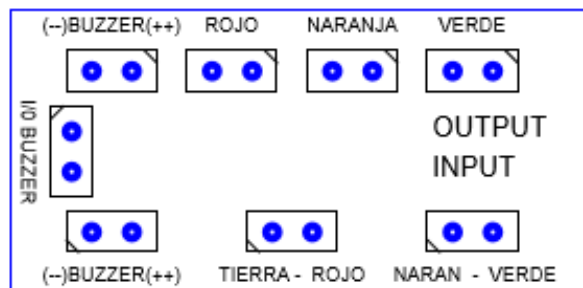 (--)BUZZER(++) ROJO NARANJA VERDE
I/0 BUZZER
OUTPUT
INPUT
(--)BUZZER(++) TIERRA - ROJO NARAN - VERDE